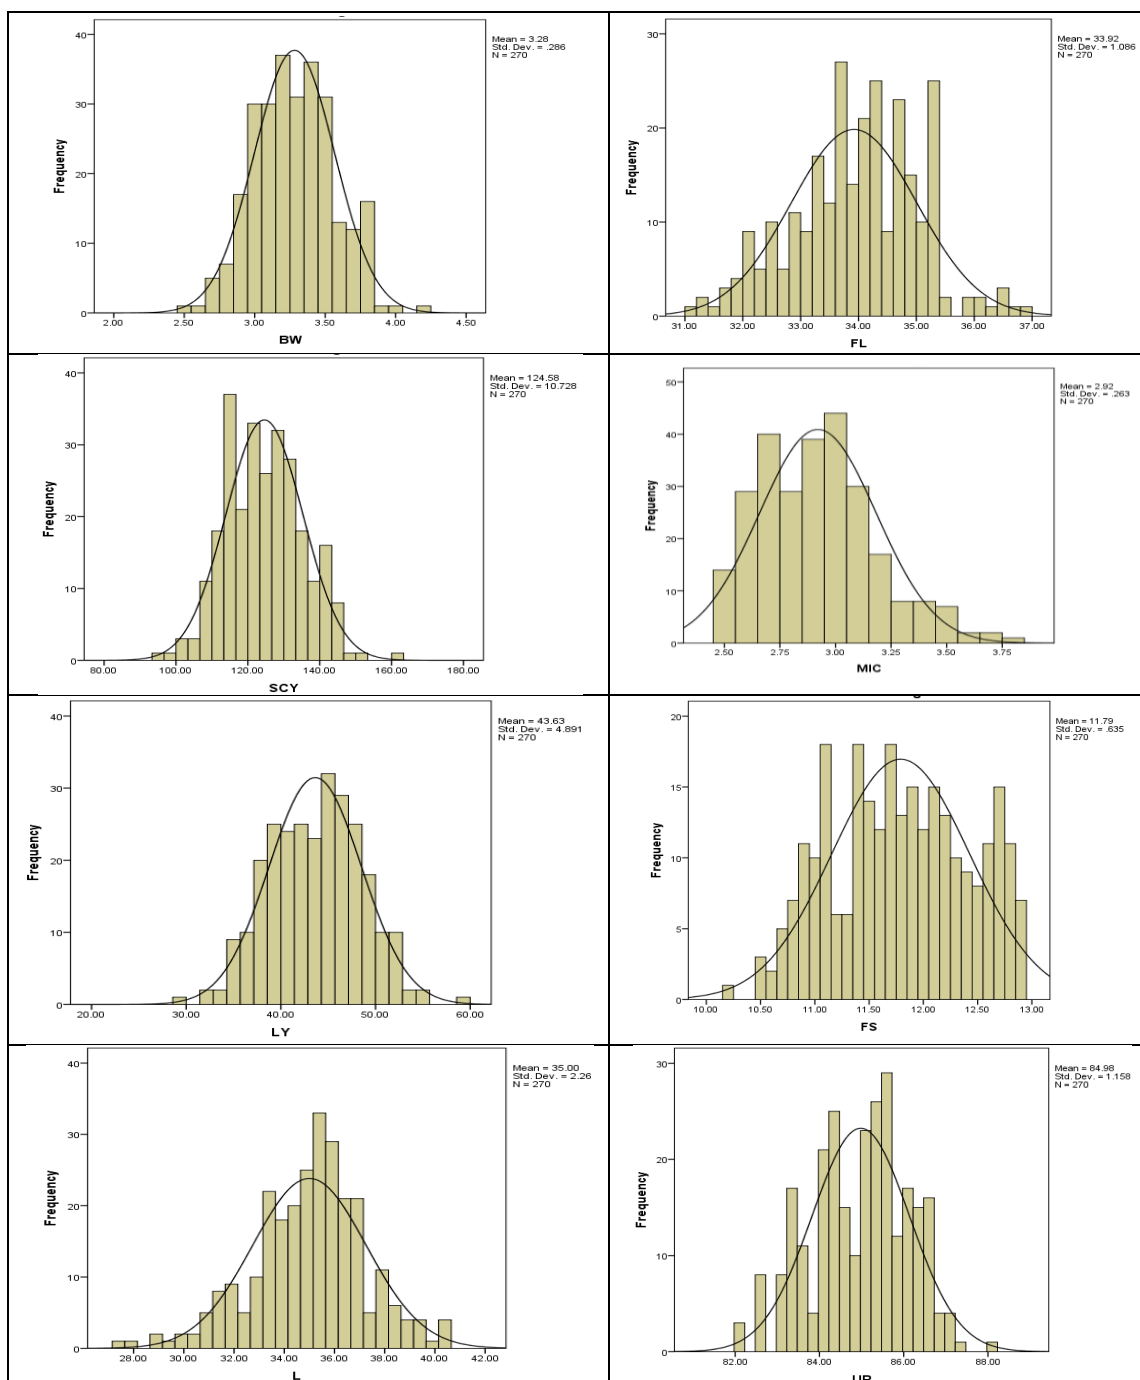 Mean = 3.28
Std. Dev. = .286
N = 270
Frequency
40
30
20
10
0
2.00 2.50 3.00 3.50 4.00 4.50
BW
Mean = 33.92
Std. Dev. = 1.086
N = 270
Frequency
30
20
10
0
31.00 32.00 33.00 34.00 35.00 36.00 37.00
FL
Mean = 124.58
Std. Dev. = 10.728
N = 270
Frequency
40
30
20
10
0
80.00 100.00 120.00 140.00 160.00 180.00
SCY
Mean = 2.92
Std. Dev. = .263
N = 270
Frequency
50
40
30
20
10
0
2.50 2.75 3.00 3.25 3.50 3.75
MIC
Mean = 43.63
Std. Dev. = 4.891
N = 270
Frequency
40
30
20
10
0
20.00 30.00 40.00 50.00 60.00
LY
Mean = 11.79
Std. Dev. = .635
N = 270
Frequency
20
15
10
5
0
10.00 10.50 11.00 11.50 12.00 12.50 13.00
FS
Mean = 35.00
Std. Dev. = 2.26
N = 270
Frequency
40
30
20
10
0
28.00 30.00 32.00 34.00 36.00 38.00 40.00 42.00
L
Mean = 84.98
Std. Dev. = 1.158
N = 270
Frequency
30
20
10
0
82.00 84.00 86.00 88.00